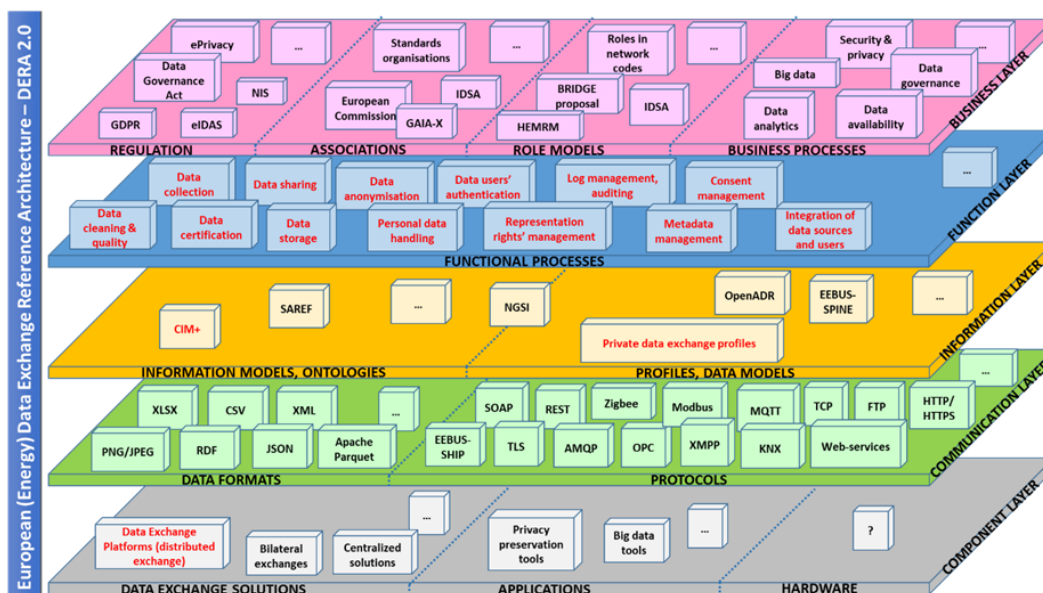 European (Energy) Data Exchange Reference Architecture – DERA 2.0
ePrivacy
...
Standards
organisations
...
Roles in
network
codes
...
Security &
privacy
...
Data
Governance
Act
NIS
European
Commission
IDSA
BRIDGE
proposal
IDSA
Big data
Data
governance
GDPR
eIDAS
GAIA-X
HEMRM
Data
analytics
Data
availability
REGULATION
ASSOCIATIONS
ROLE MODELS
BUSINESS PROCESSES
BUSINESS LAYER
Data
collection
Data sharing
Data
anonymisation
Data users'
authentication
Log management,
auditing
Consent
management
...
Data
cleaning &
quality
Data
certification
Data
storage
Personal data
handling
Representation
rights' management
Metadata
management
Integration of
data sources
and users
FUNCTIONAL PROCESSES
FUNCTION LAYER
CIM+
SAREF
...
NGSI
OpenADR
EEBUS-
SPINE
...
Private data exchange profiles
INFORMATION MODELS, ONTOLOGIES
PROFILES, DATA MODELS
INFORMATION LAYER
XLSX
CSV
XML
...
SOAP
REST
Zigbee
Modbus
MQTT
TCP
FTP
HTTP/
HTTPS
...
PNG/JPEG
RDF
JSON
Apache
Parquet
EEBUS-
SHIP
TLS
AMQP
OPC
XMPP
KNX
Web-services
DATA FORMATS
PROTOCOLS
COMMUNICATION LAYER
Data Exchange
Platforms (distributed
exchange)
Bilateral
exchanges
Centralized
solutions
...
Privacy
preservation
tools
Big data
tools
...
?
DATA EXCHANGE SOLUTIONS
APPLICATIONS
HARDWARE
COMPONENT LAYER